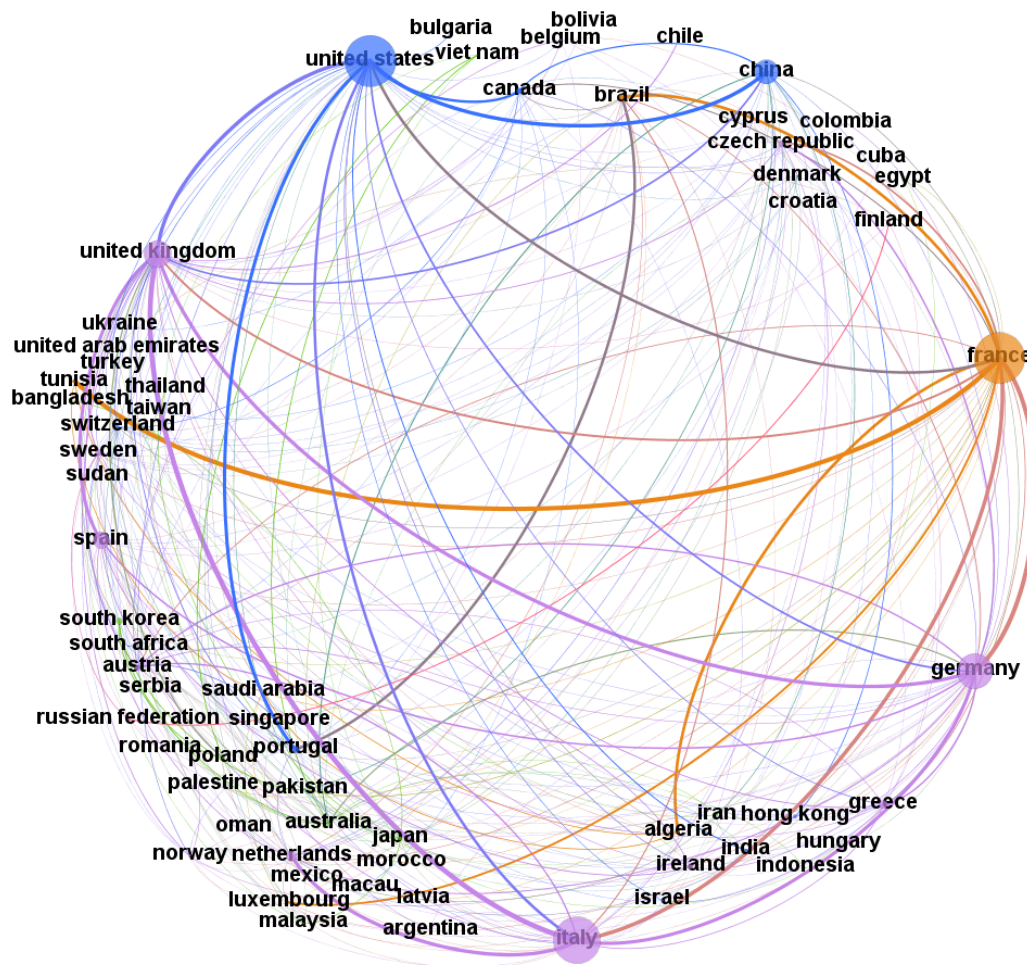 bulgaria
bolivia
belgium
chile
united states
viet nam
china
canada
brazil
cyprus
colombia
czech republic
cuba
denmark
egypt
croatia
finland
united kingdom
ukraine
united arab emirates
turkey
france
tunisia
thailand
bangladesh
taiwan
switzerland
sweden
sudan
spain
south korea
south africa
austria
germany
serbia
saudi arabia
russian federation
singapore
romania
poland
portugal
palestine
pakistan
greece
iran
hong kong
oman
australia
japan
algeria
india
hungary
norway
netherlands
morocco
ireland
indonesia
mexico
macau
luxembourg
latvia
israel
malaysia
argentina
italy